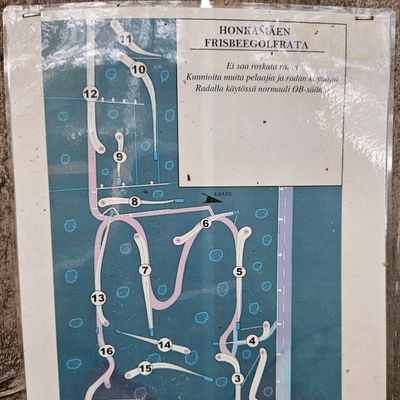 HONKAMÄEN
FRISBEEGOLFRATA
Ei saa roskata rataa
Kunnioita muita pelaajia ja radan käyttäjiä
Radalla käytössä normaali OB-sääntö
11
10
12
9
8
LAAVU
6
7
5
13
14
4
16
15
3